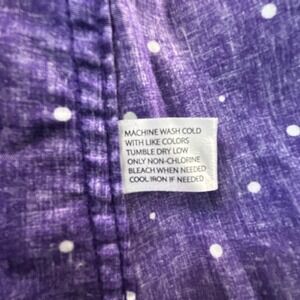 MACHINE WASH COLD
WITH LIKE COLORS
TUMBLE DRY LOW
ONLY NON-CHLORINE
BLEACH WHEN NEEDED
COOL IRON IF NEEDED